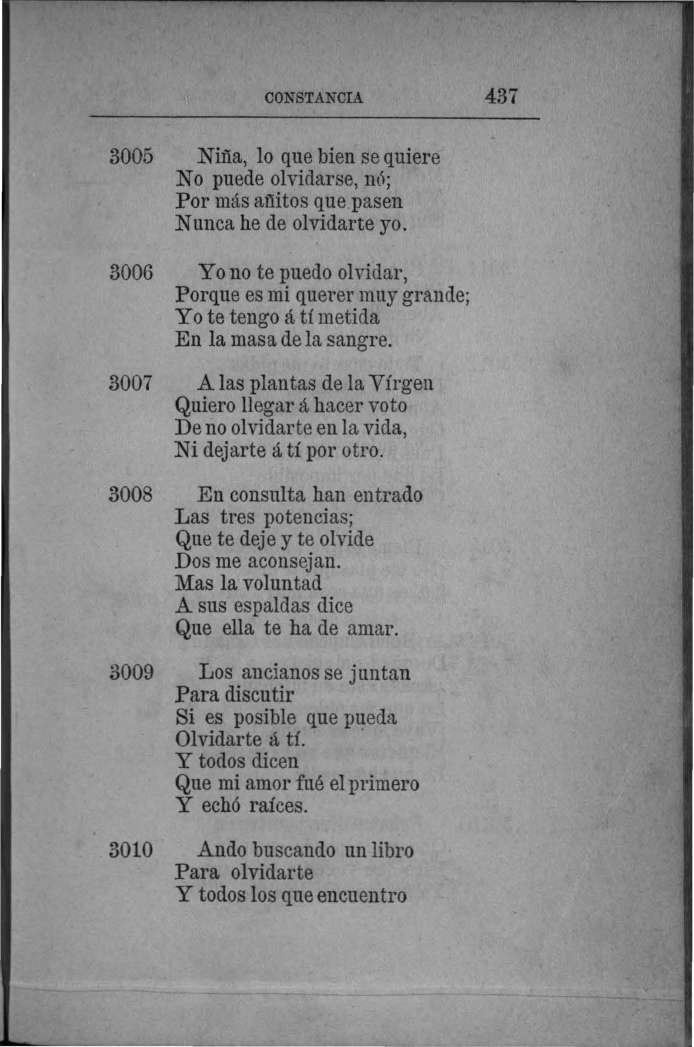 CONSTANCIA 437
3005 Niña, lo que bien se quiere
No puede olvidarse, nó;
Por más añitos que pasen
Nunca he de olvidarte yo.
3006 Yo no te puedo olvidar,
Porque es mi querer muy grande;
Yo te tengo á tí metida
En la masa de la sangre.
3007 A las plantas de la Vírgen
Quiero llegar á hacer voto
De no olvidarte en la vida,
Ni dejarte á tí por otro.
3008 En consulta han entrado
Las tres potencias;
Que te deje y te olvide
Dos me aconsejan.
Mas la voluntad
A sus espaldas dice
Que ella te ha de amar.
3009 Los ancianos se juntan
Para discutir
Si es posible que pueda
Olvidarte á tí.
Y todos dicen
Que mi amor fué el primero
Y echó raíces.
3010 Ando buscando un libro
Para olvidarte
Y todos los que encuentro